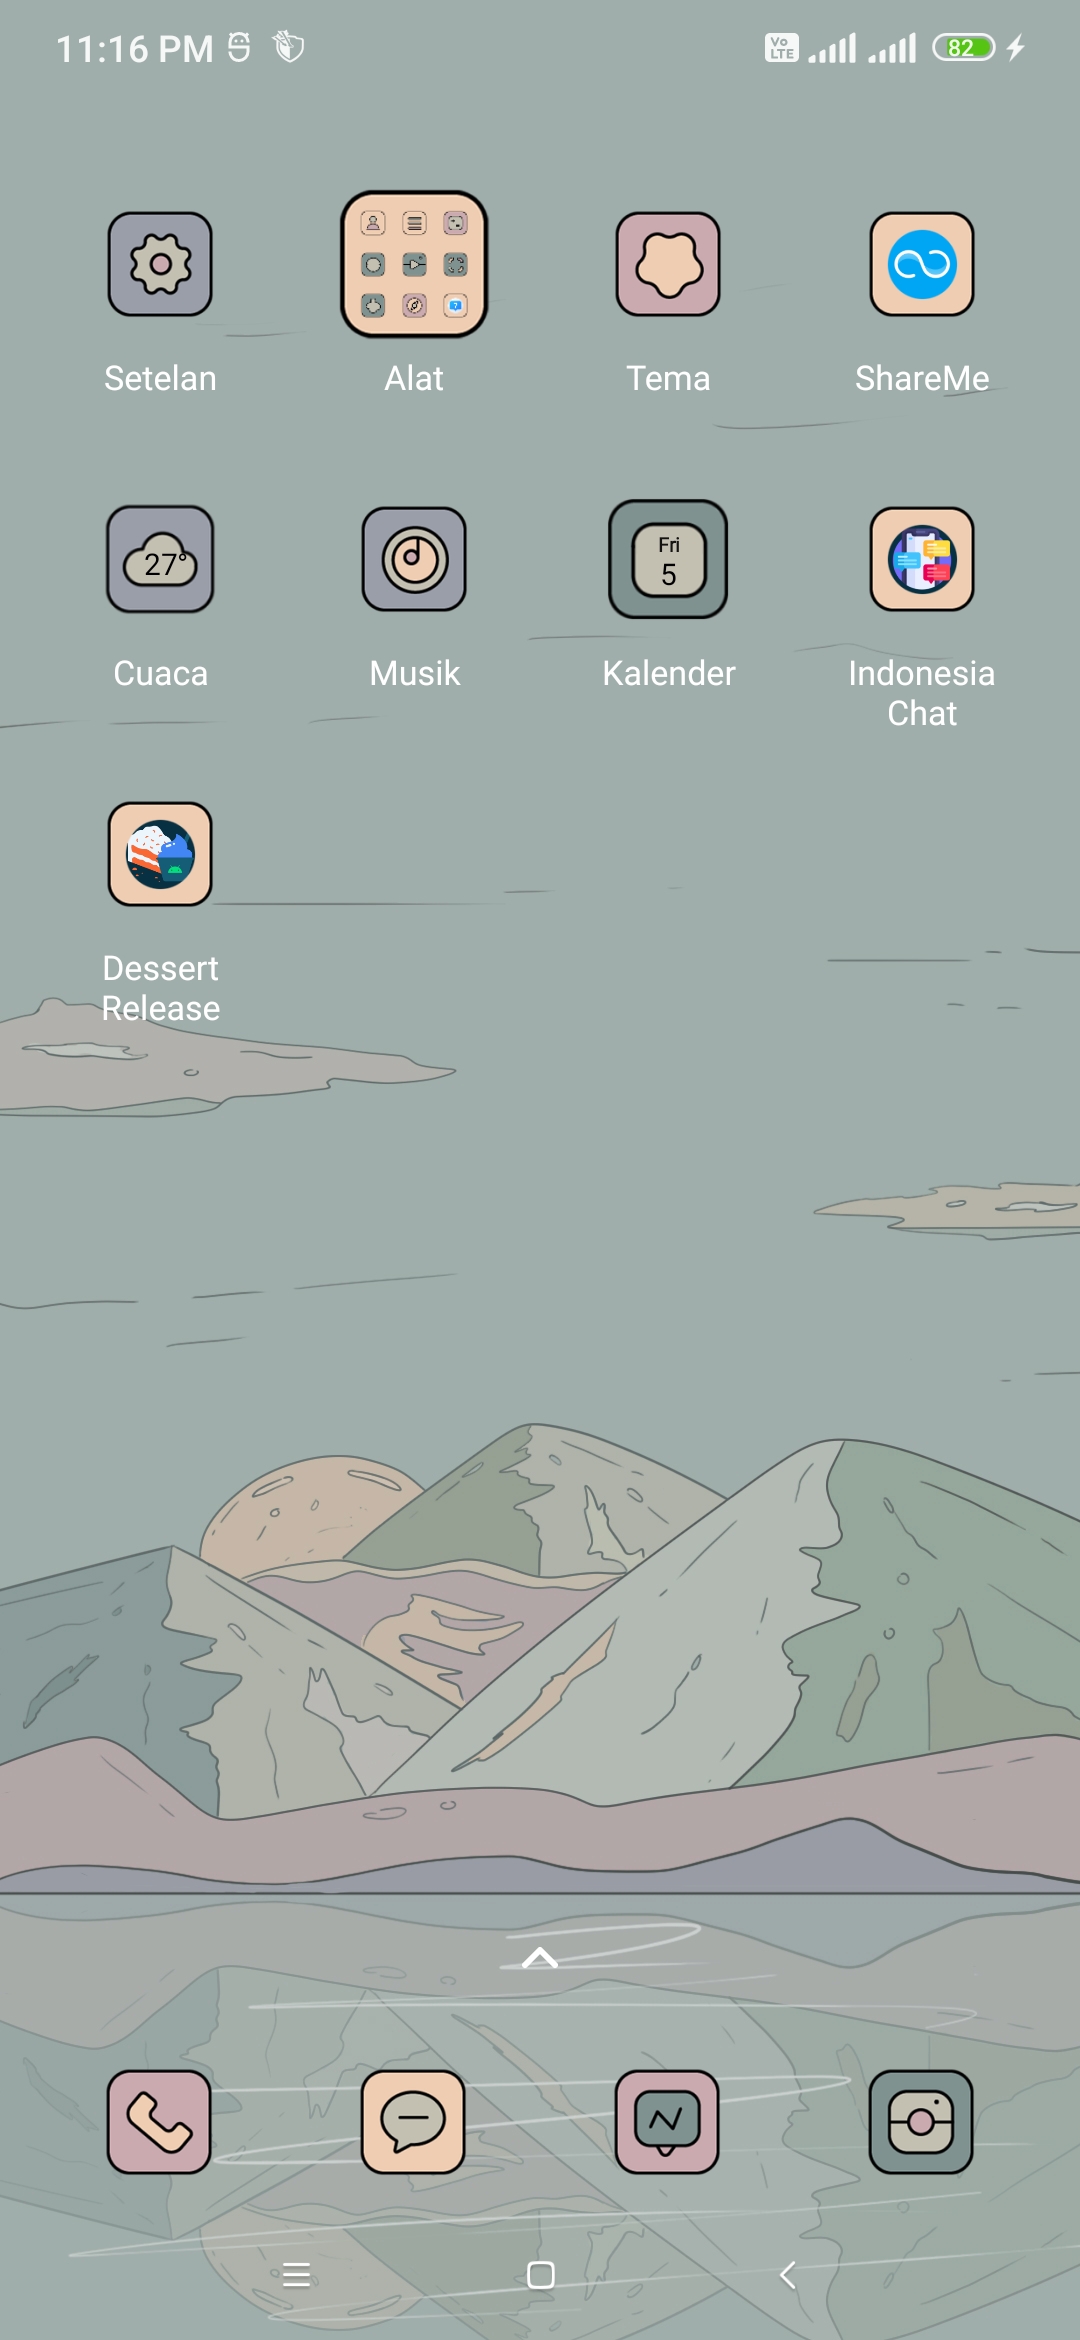 11:16 PM
Vo
LTE
82
Setelan
Alat
Tema
ShareMe
27°
Fri
5
Cuaca
Musik
Kalender
Indonesia
Chat
Dessert
Release